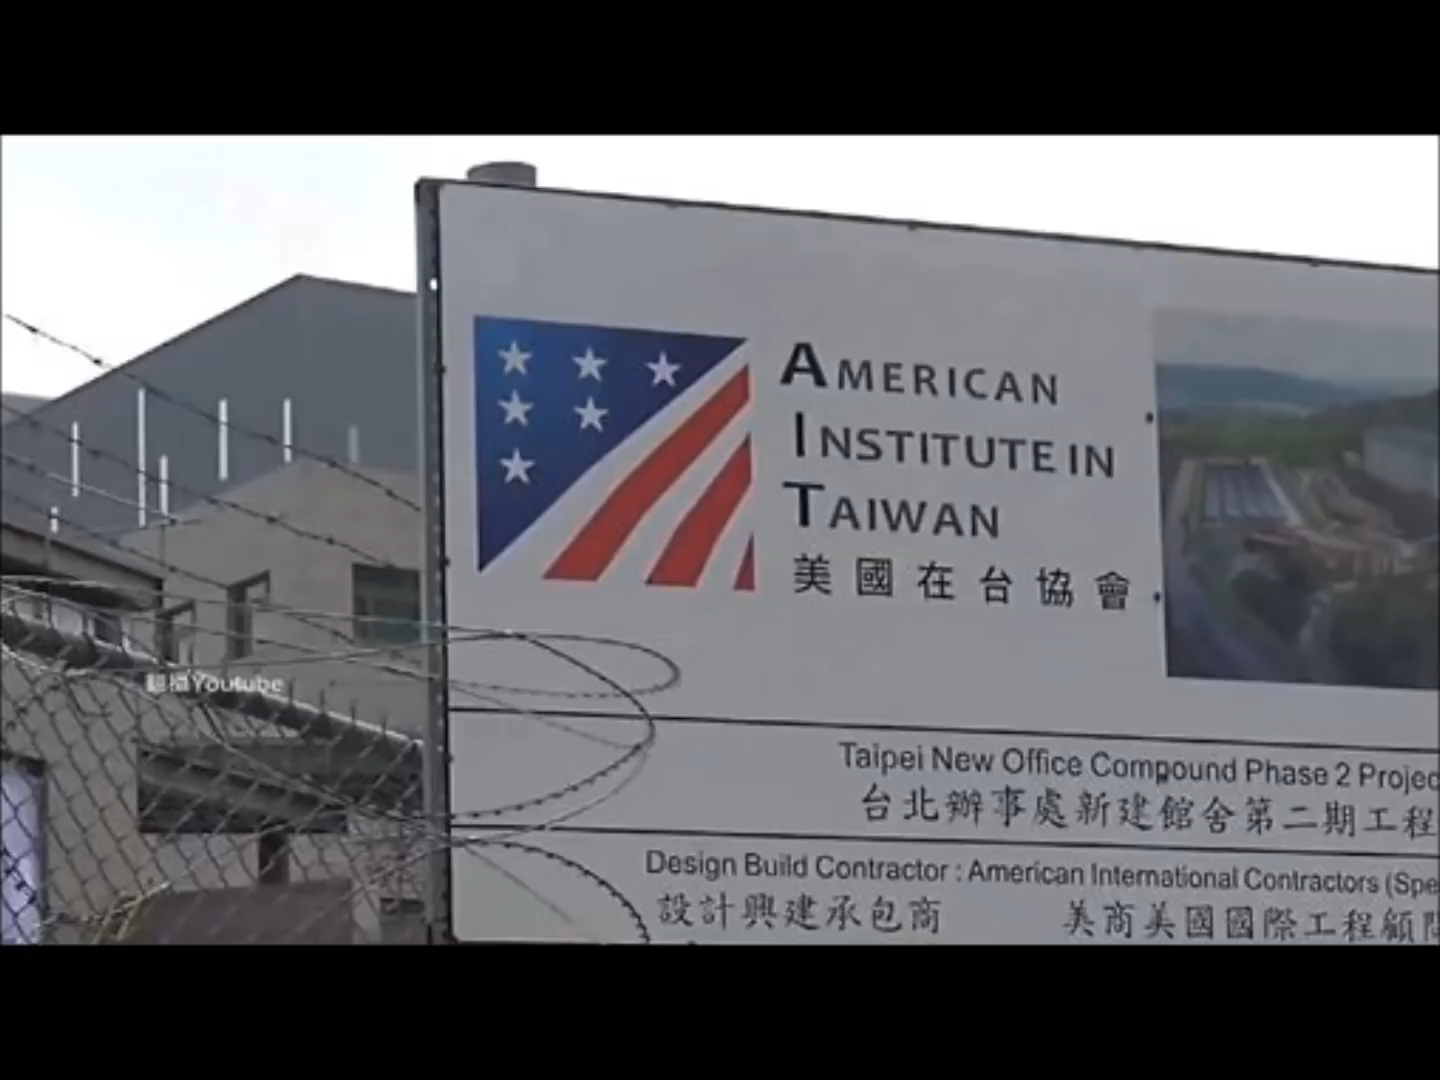 AMERICAN
INSTITUTE IN
TAIWAN
美國在台協會
翻攝Youtube
Taipei New Office Compound Phase 2 Projec
台北辦事處新建館舍第二期工程
Design Build Contractor : American International Contractors (Spe
設計興建承包商 美商美國國際工程顧問